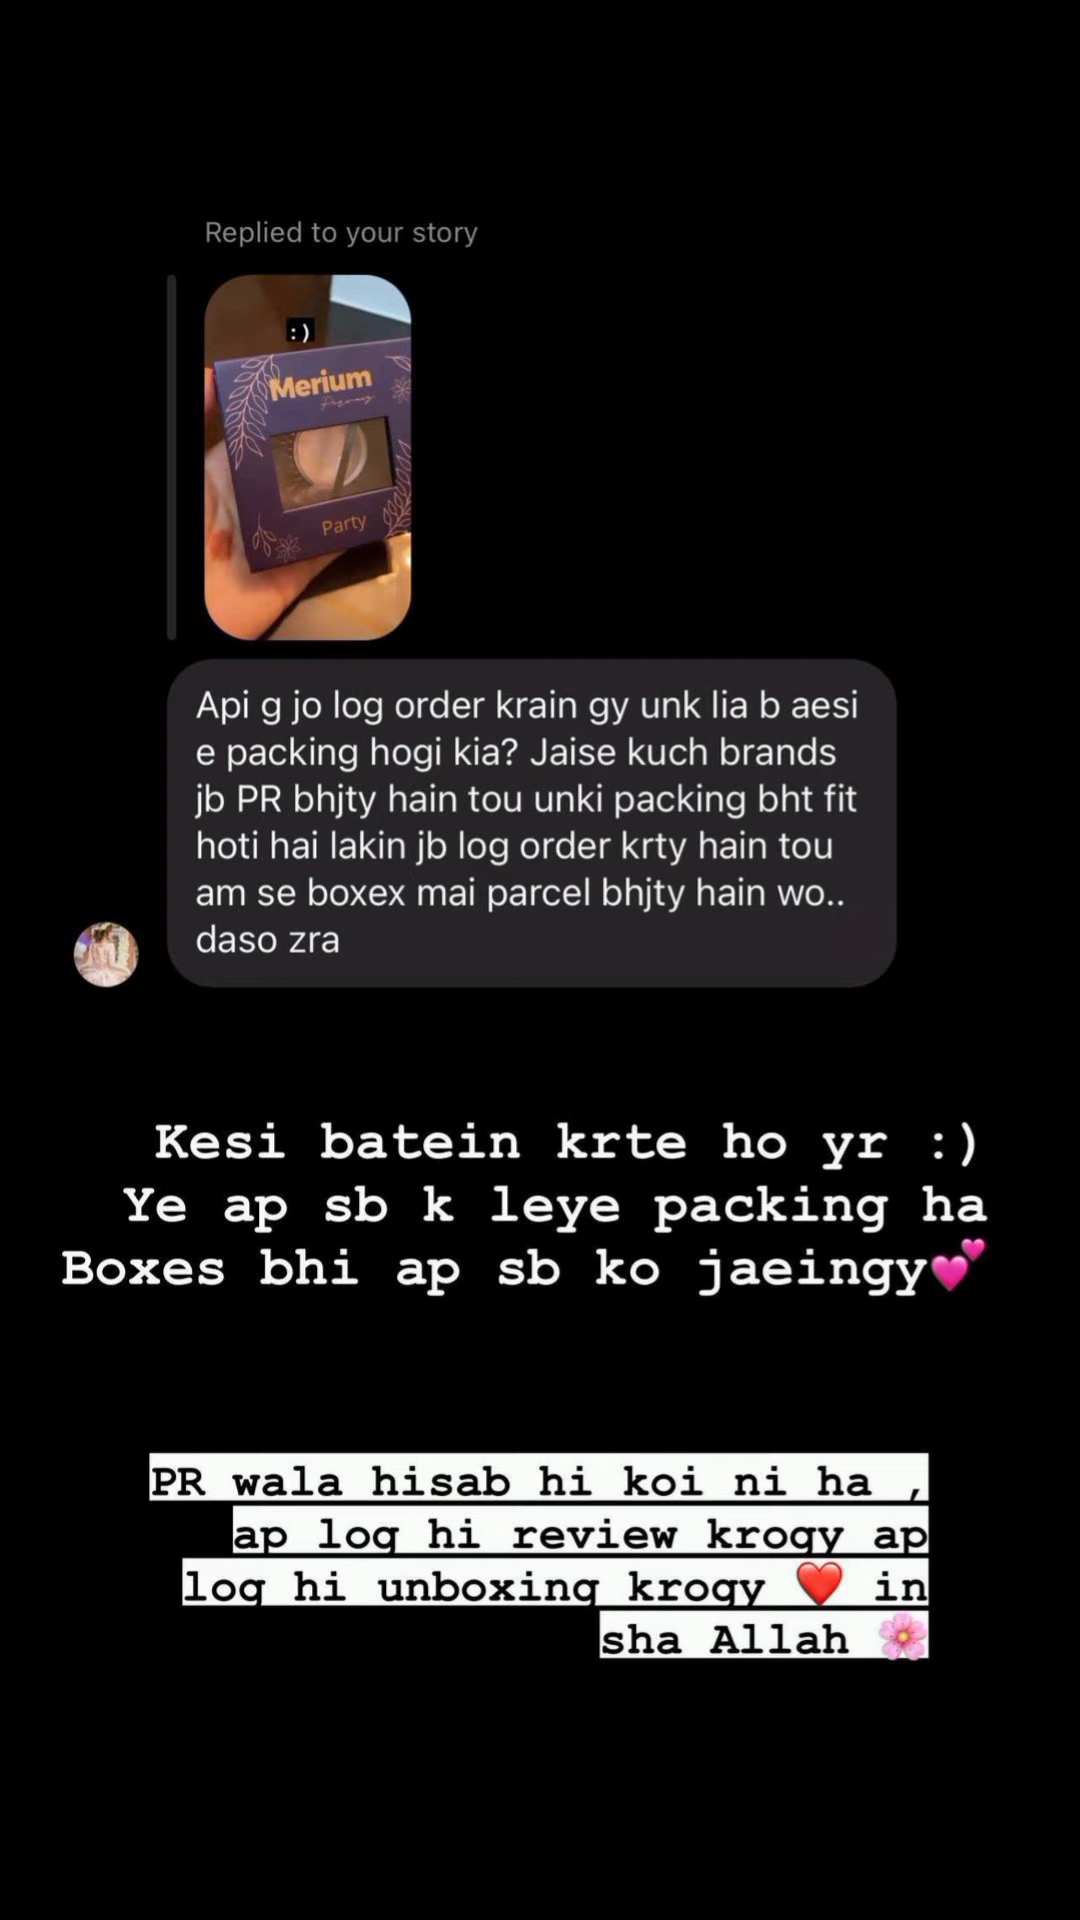 Replied to your story
:)
Merium
Party
Api g jo log order krain gy unk lia b aesi
e packing hogi kia? Jaise kuch brands
jb PR bhjty hain tou unki packing bht fit
hoti hai lakin jb log order krty hain tou
am se boxex mai parcel bhjty hain wo..
daso zra
Kesi batein krte ho yr :)
Ye ap sb k leye packing ha
Boxes bhi ap sb ko jaeingy💕
PR wala hisab hi koi ni ha ,
ap log hi review krogy ap
log hi unboxing krogy ❤️ in
sha Allah 🌸